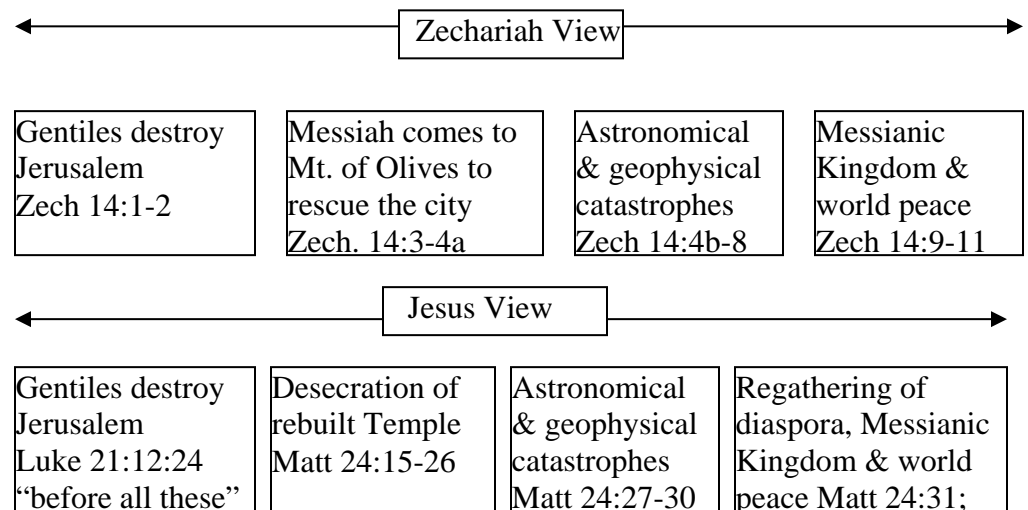 Zechariah View
Gentiles destroy
Jerusalem
Zech 14:1-2
Messiah comes to
Mt. of Olives to
rescue the city
Zech. 14:3-4a
Astronomical
& geophysical
catastrophes
Zech 14:4b-8
Messianic
Kingdom &
world peace
Zech 14:9-11
Jesus View
Gentiles destroy
Jerusalem
Luke 21:12:24
“before all these”
Desecration of
rebuilt Temple
Matt 24:15-26
Astronomical
& geophysical
catastrophes
Matt 24:27-30
Regathering of
diaspora, Messianic
Kingdom & world
peace Matt 24:31;